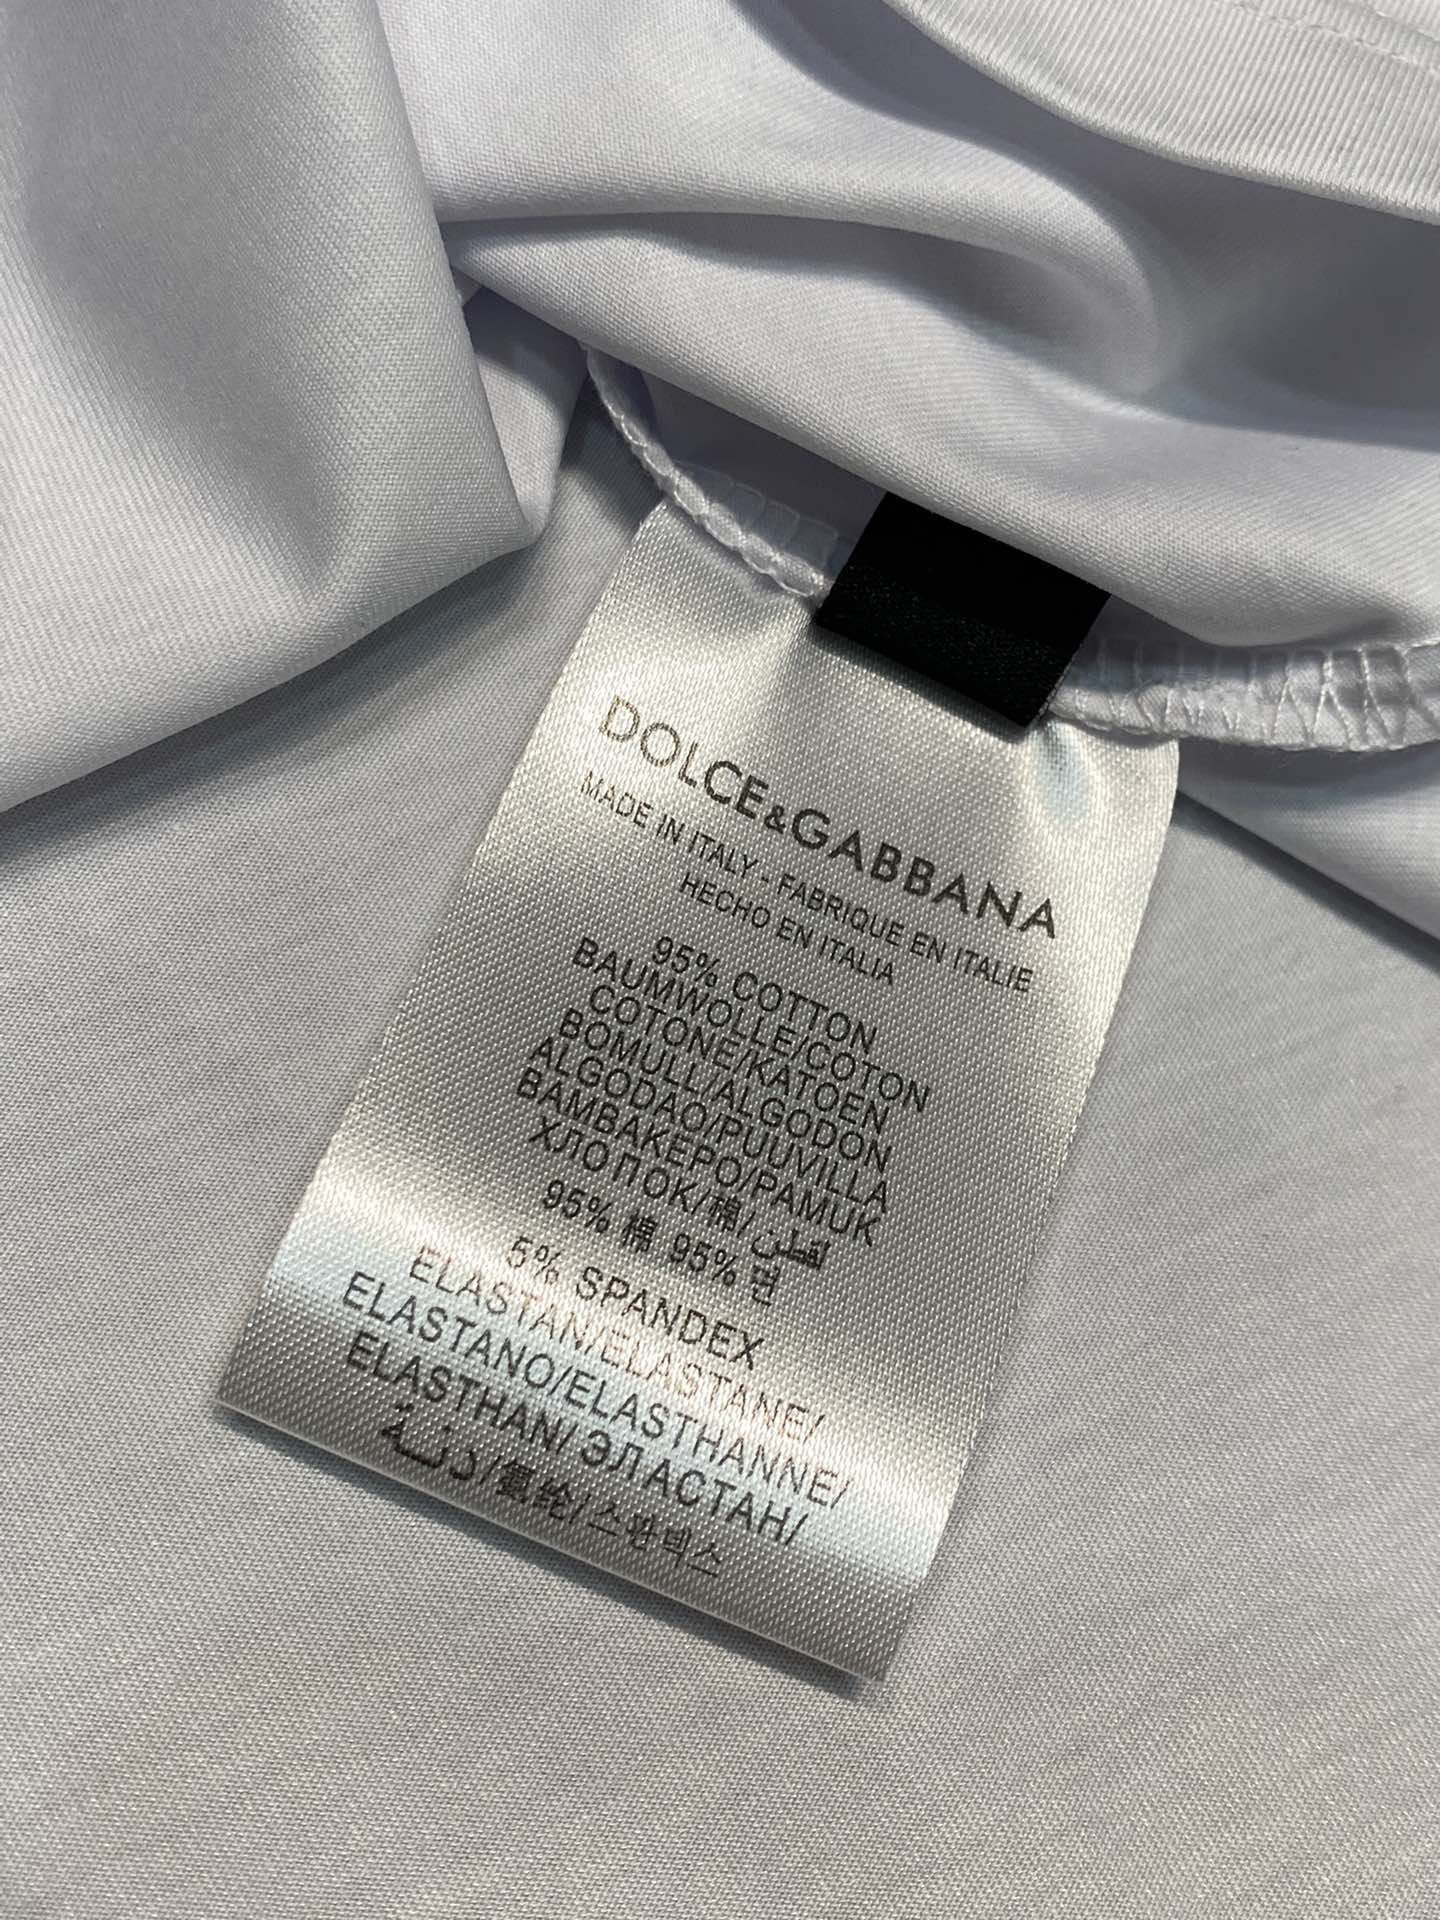 DOLCE&GABBANA
MADE IN ITALY - FABRIQUE EN ITALIE
HECHO EN ITALIA
95% COTTON
BAUMWOLLE/COTON
COTONE/KATOEN
BOMULL/ALGODON
ALGODAO/PUUVILLA
BAMBAKEPO/PAMUK
ХЛОПОК/棉/لقطن
95% 棉 95% 면
5% SPANDEX
ELASTAN/ELASTANE/
ELASTANO/ELASTHANNE/
ELASTHAN/ ЭЛАСТАН/
/氨纶/스판덱스